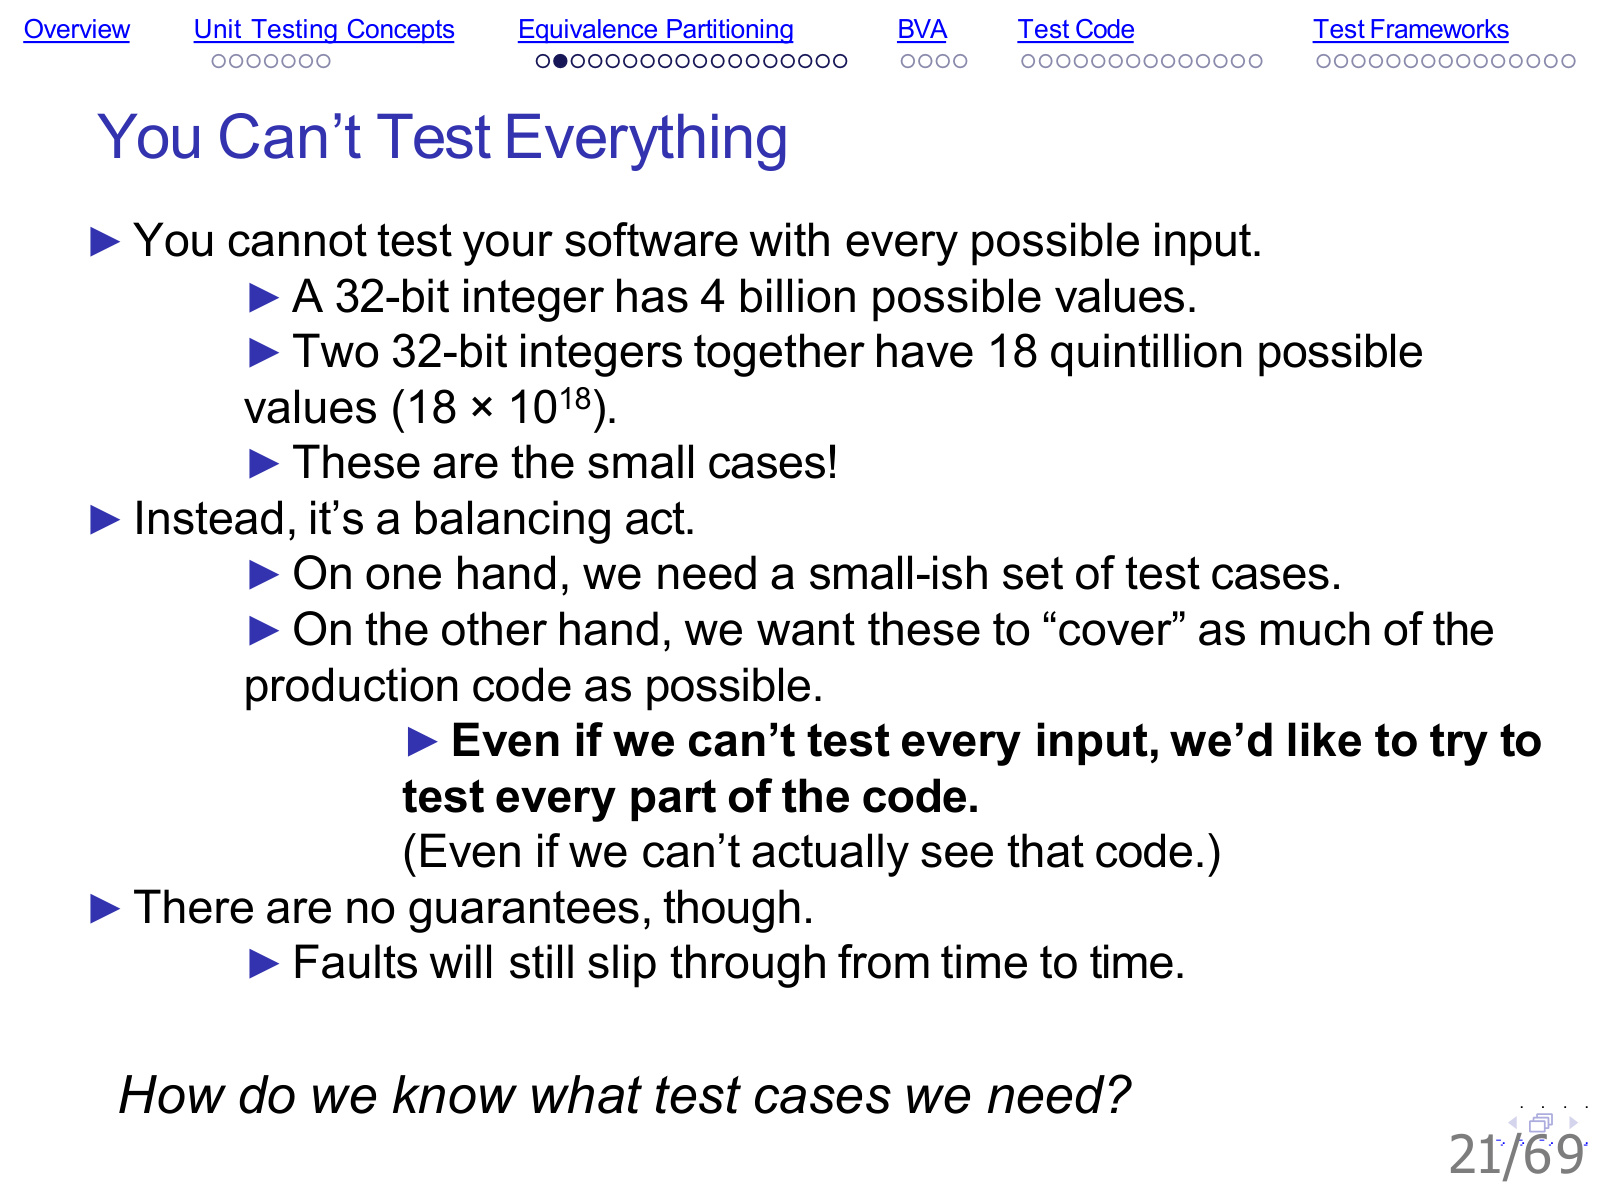 Overview Unit Testing Concepts Equivalence Partitioning BVA Test Code Test Frameworks
You Can’t Test Everything
► You cannot test your software with every possible input.
► A 32-bit integer has 4 billion possible values.
► Two 32-bit integers together have 18 quintillion possible
values (18 × 10¹⁸).
► These are the small cases!
► Instead, it’s a balancing act.
► On one hand, we need a small-ish set of test cases.
► On the other hand, we want these to “cover” as much of the
production code as possible.
► Even if we can’t test every input, we’d like to try to
test every part of the code.
(Even if we can’t actually see that code.)
► There are no guarantees, though.
► Faults will still slip through from time to time.
How do we know what test cases we need?
21/69